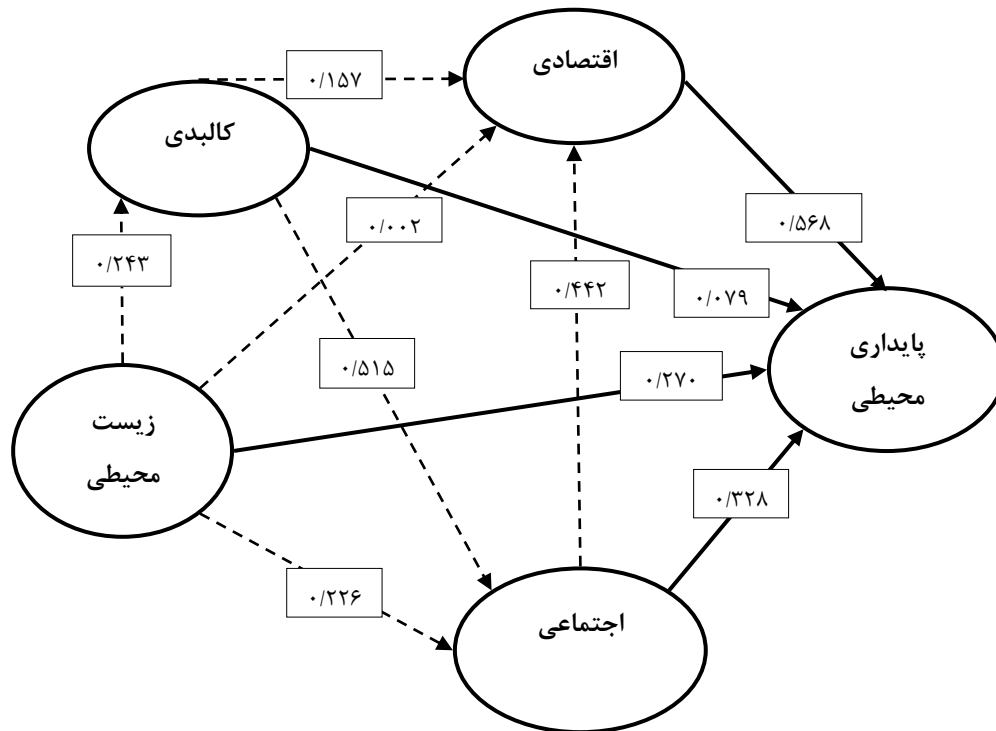 اقتصادی
۰/۱۵۷
کالبدی
۰/۰۰۲
۰/۵۶۸
۰/۲۴۳
۰/۴۴۲
۰/۰۷۹
پایداری
محیطی
۰/۵۱۵
۰/۲۷۰
زیست
محیطی
۰/۳۲۸
۰/۲۲۶
اجتماعی